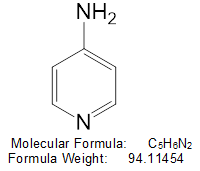 NH₂
N
Molecular Formula: C₅H₆N₂
Formula Weight: 94.11454